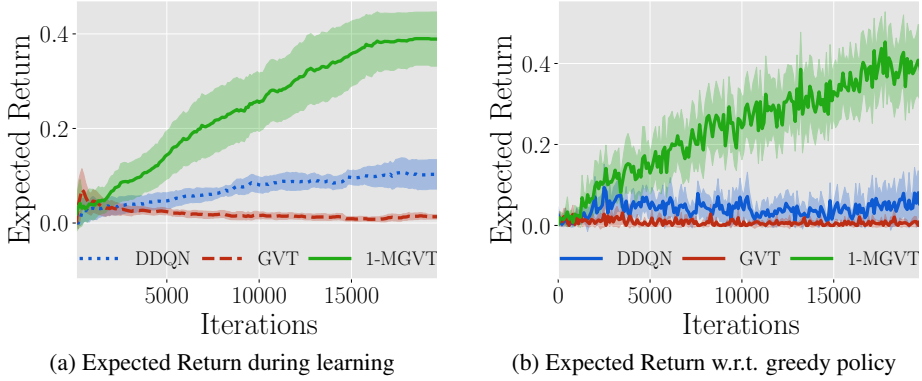 Expected Return
0.4
0.2
0.0
DDQN GVT 1-MGVT
5000 10000 15000
Iterations
(a) Expected Return during learning
Expected Return
0.4
0.2
0.0
DDQN GVT 1-MGVT
0 5000 10000 15000
Iterations
(b) Expected Return w.r.t. greedy policy